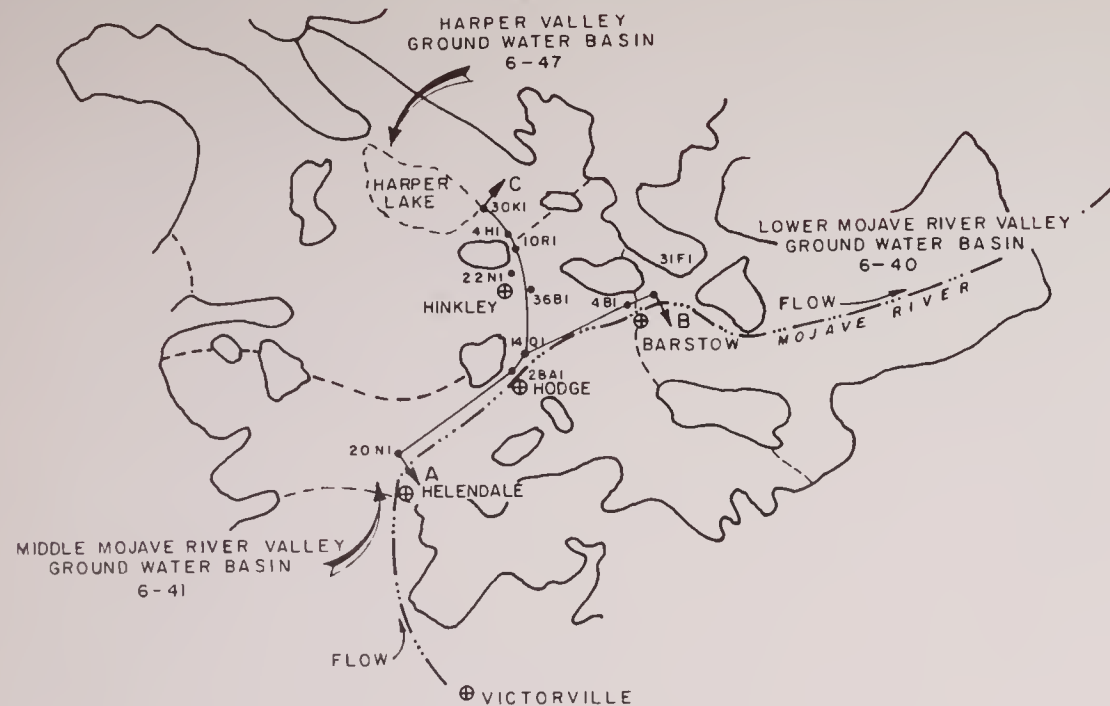 HARPER VALLEY
GROUND WATER BASIN
6-47
HARPER
LAKE
C
30K1
4H1
10R1
22N1
HINKLEY
36B1
LOWER MOJAVE RIVER VALLEY
GROUND WATER BASIN
6-40
31F1
4B1
B
BARSTOW
FLOW
MOJAVE RIVER
14Q1
28A1
HODGE
20N1
A
HELENDALE
MIDDLE MOJAVE RIVER VALLEY
GROUND WATER BASIN
6-41
FLOW
VICTORVILLE